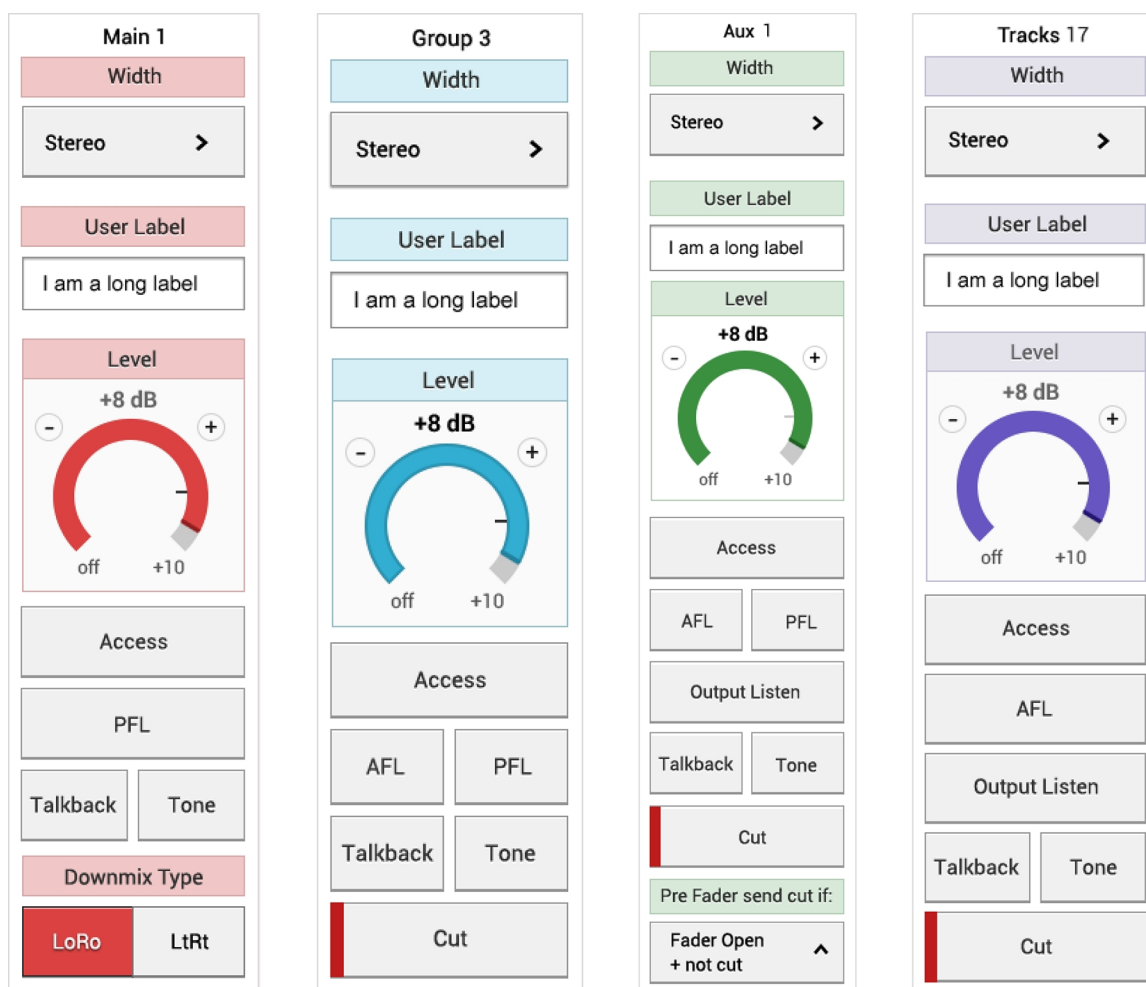 Main 1
Width
Stereo
User Label
I am a long label
Level
+8 dB
- +
off +10
Access
PFL
Talkback Tone
Downmix Type
LoRo LtRt
Group 3
Width
Stereo
User Label
I am a long label
Level
+8 dB
- +
off +10
Access
AFL PFL
Talkback Tone
Cut
Aux 1
Width
Stereo
User Label
I am a long label
Level
+8 dB
- +
off +10
Access
AFL PFL
Output Listen
Talkback Tone
Cut
Pre Fader send cut if:
Fader Open
+ not cut
Tracks 17
Width
Stereo
User Label
I am a long label
Level
+8 dB
- +
off +10
Access
AFL
Output Listen
Talkback Tone
Cut